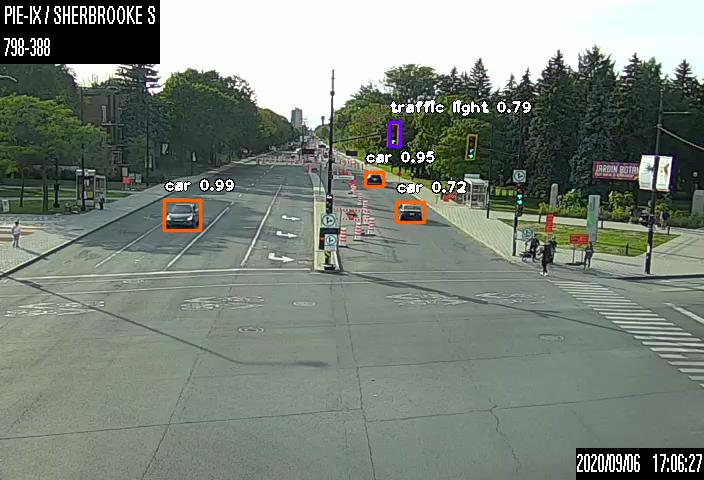 PIE-IX / SHERBROOKE S
798-388
traffic light 0.79
car 0.95
car 0.99
car 0.72
JARDIN BOTAN
2020/09/06 17:06:27